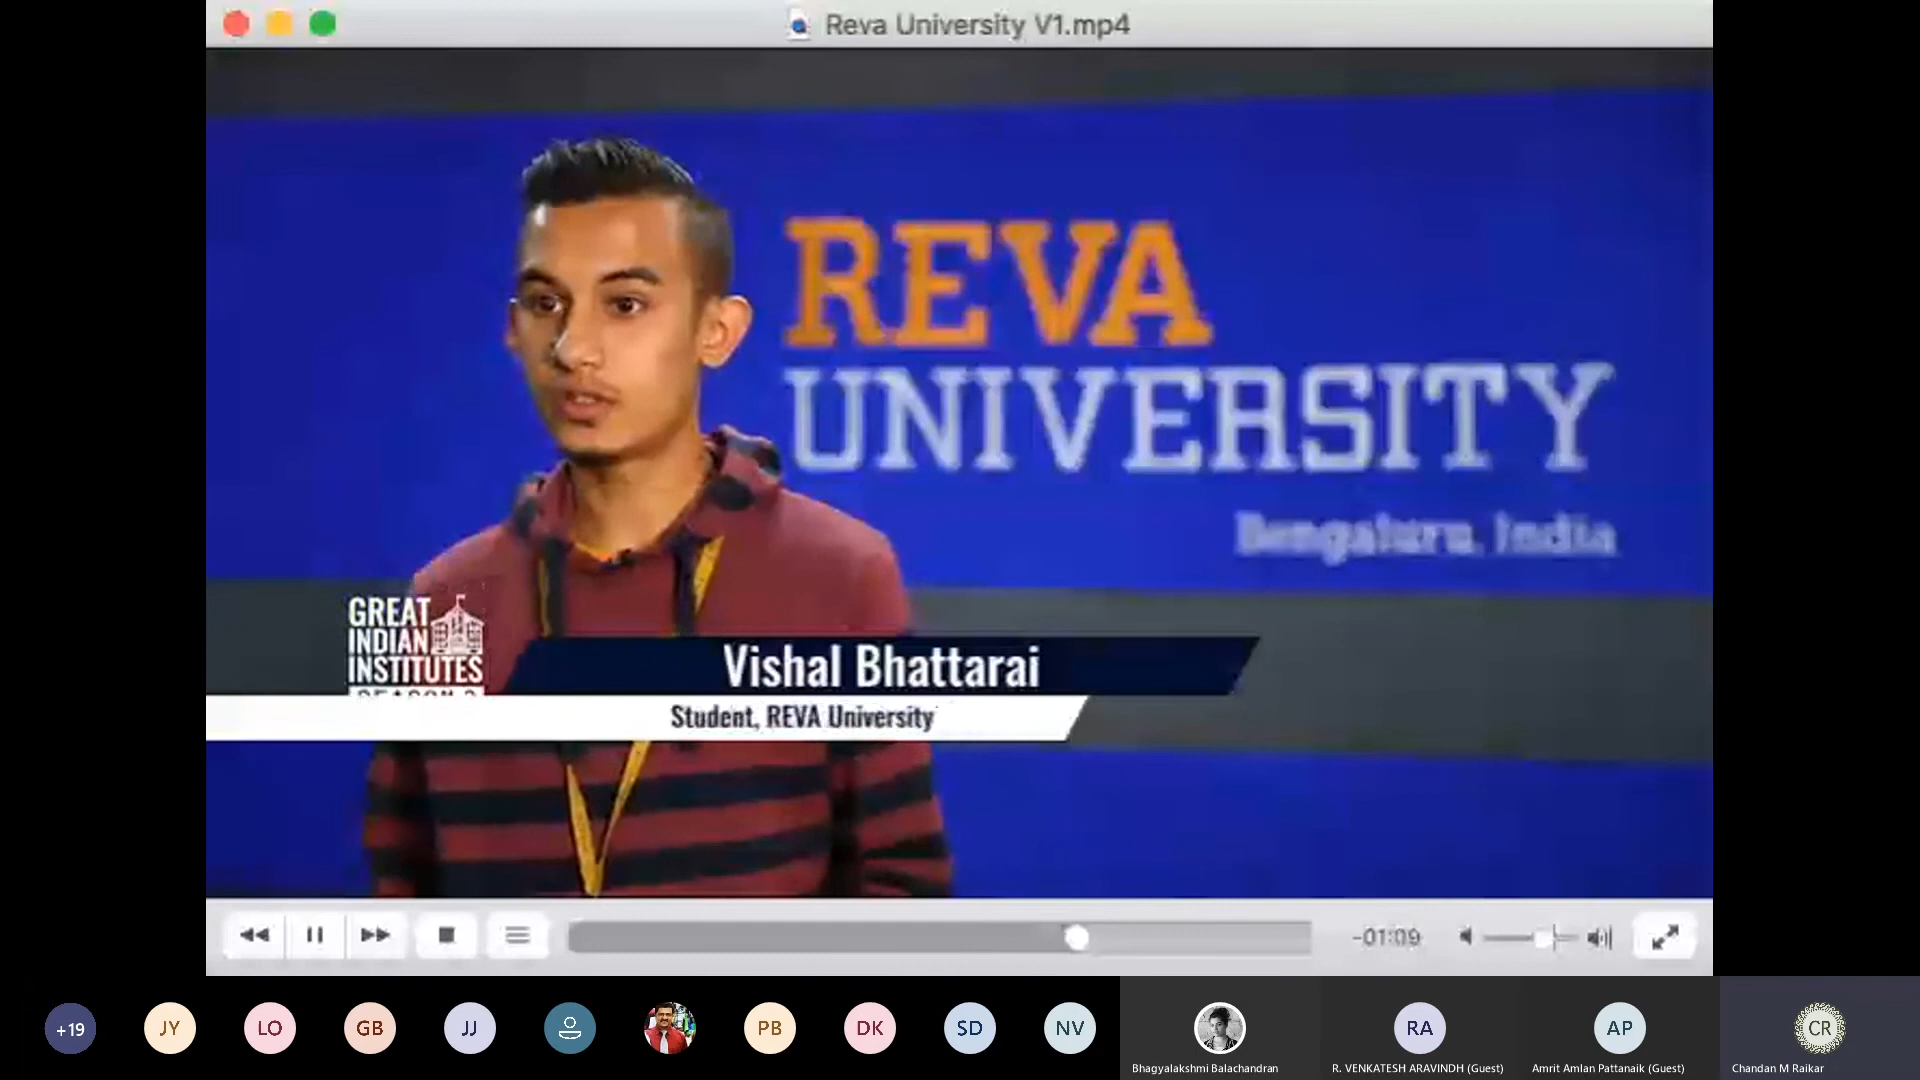 Reva University V1.mp4
REVA
UNIVERSITY
Bengaluru, India
GREAT
INDIAN
INSTITUTES
Vishal Bhattarai
Student, REVA University
-01:09
+19
JY
LO
GB
JJ
PB
DK
SD
NV
RA
AP
CR
Bhagyalakshmi Balachandran
R. VENKATESH ARAVINDH (Guest)
Amrit Amlan Pattanaik (Guest)
Chandan M Raikar